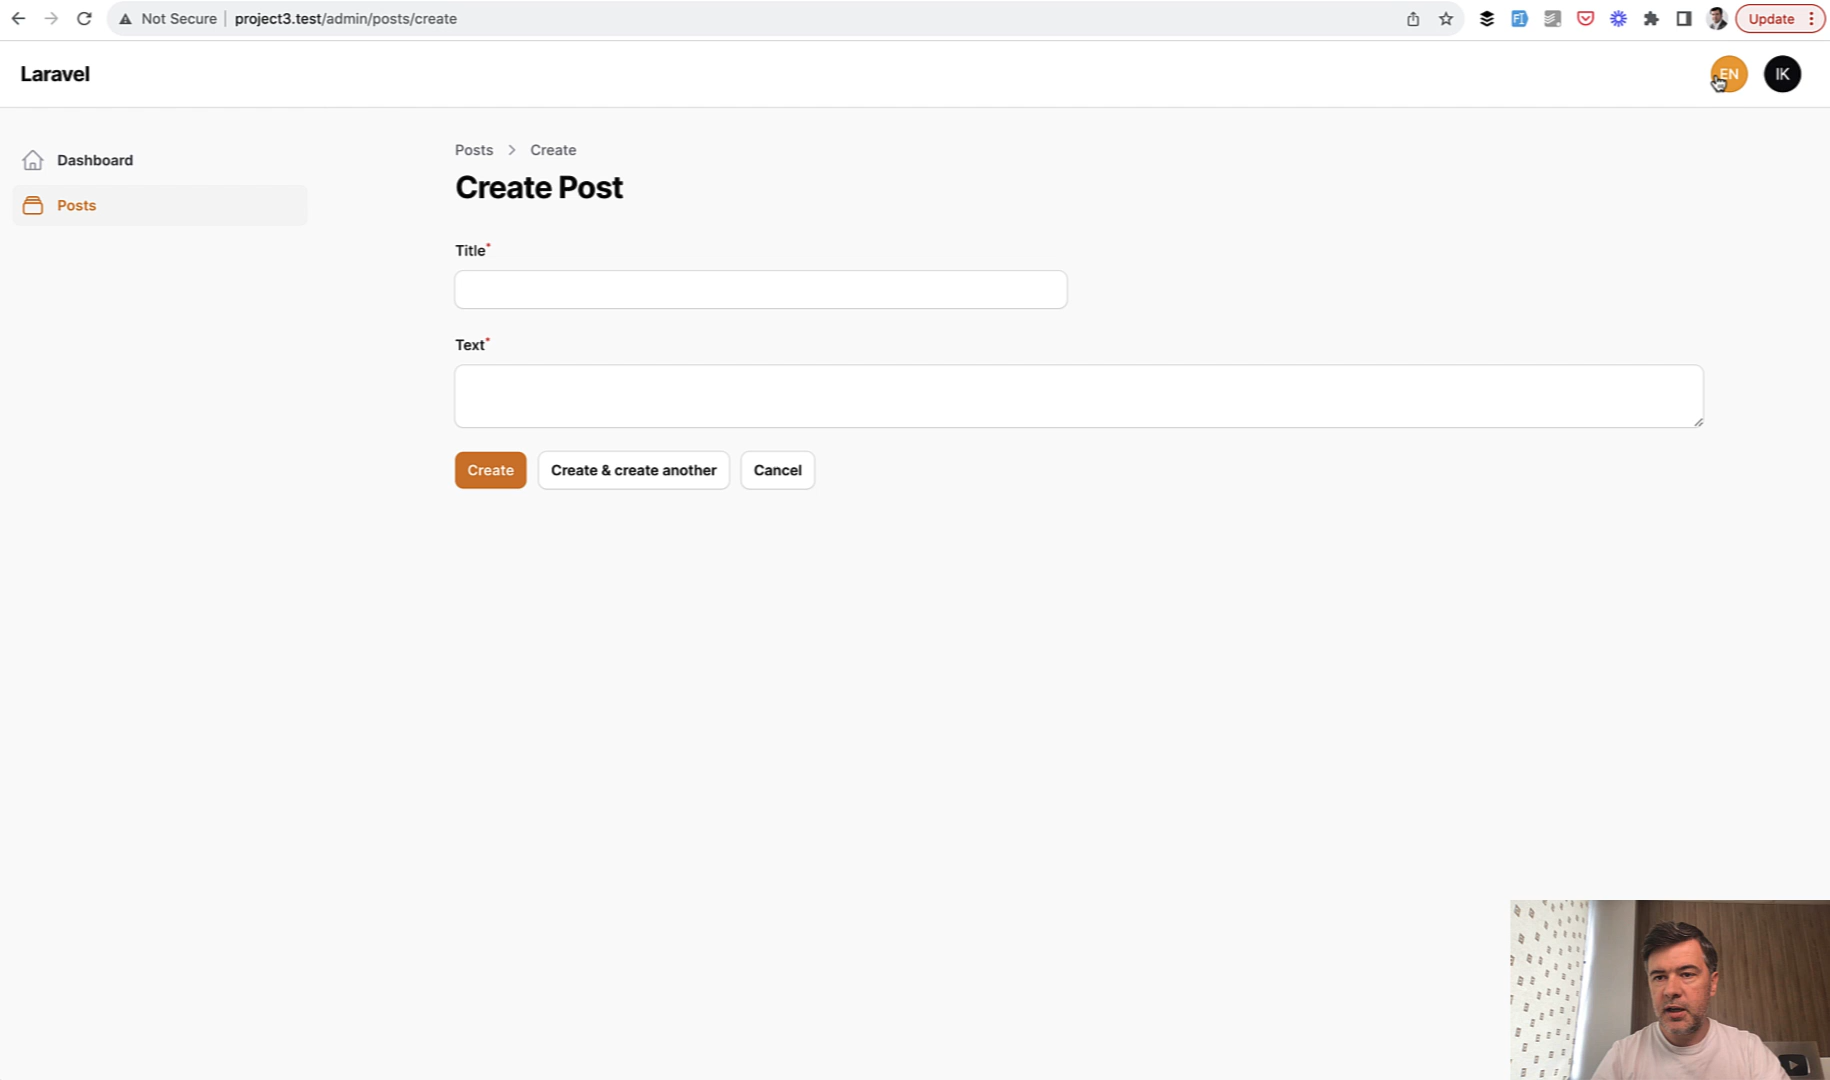 Not Secure | project3.test/admin/posts/create
Update
Laravel
EN
IK
Dashboard
Posts
Posts > Create
Create Post
Title*
Text*
Create
Create & create another
Cancel